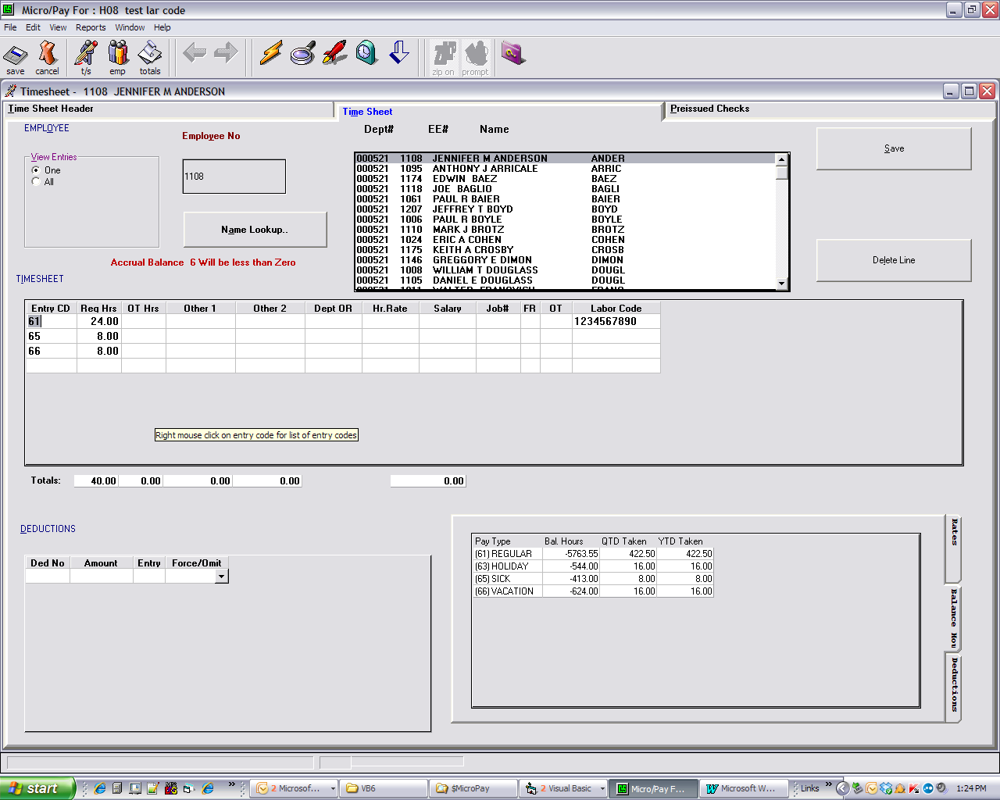 Micro/Pay For : H08 test lar code
File Edit View Reports Window Help
save cancel t/s emp totals zip on prompt
Timesheet - 1108 JENNIFER M ANDERSON
Time Sheet Header
Time Sheet
Preissued Checks
EMPLOYEE
Employee No
Dept# EE# Name
View Entries
One
All
1108
Name Lookup..
Accrual Balance 6 Will be less than Zero
000521 1108 JENNIFER M ANDERSON ANDER
000521 1095 ANTHONY J ARRICALE ARRIC
000521 1174 EDWIN BAEZ BAEZ
000521 1118 JOE BAGLIO BAGLI
000521 1061 PAUL R BAIER BAIER
000521 1207 JEFFREY T BOYD BOYD
000521 1006 PAUL R BOYLE BOYLE
000521 1110 MARK J BROTZ BROTZ
000521 1024 ERIC A COHEN COHEN
000521 1175 KEITH A CROSBY CROSB
000521 1146 GREGGORY E DIMON DIMON
000521 1008 WILLIAM T DOUGLASS DOUGL
000521 1105 DANIEL E DOUGLASS DOUGL
Save
Delete Line
TIMESHEET
Entry CD Reg Hrs OT Hrs Other 1 Other 2 Dept OR Hr.Rate Salary Job# FR OT Labor Code
61 24.00 1234567890
65 8.00
66 8.00
Right mouse click on entry code for list of entry codes
Totals: 40.00 0.00 0.00 0.00 0.00
DEDUCTIONS
Ded No Amount Entry Force/Omit
Pay Type Bal. Hours QTD Taken YTD Taken
(61) REGULAR -5763.55 422.50 422.50
(63) HOLIDAY -544.00 16.00 16.00
(65) SICK -413.00 8.00 8.00
(66) VACATION -624.00 16.00 16.00
Rates
Balance Hou
Deductions
start 2 Microsof... VB6 $MicroPay 2 Visual Basic Micro/Pay F... Microsoft W... Links 1:24 PM